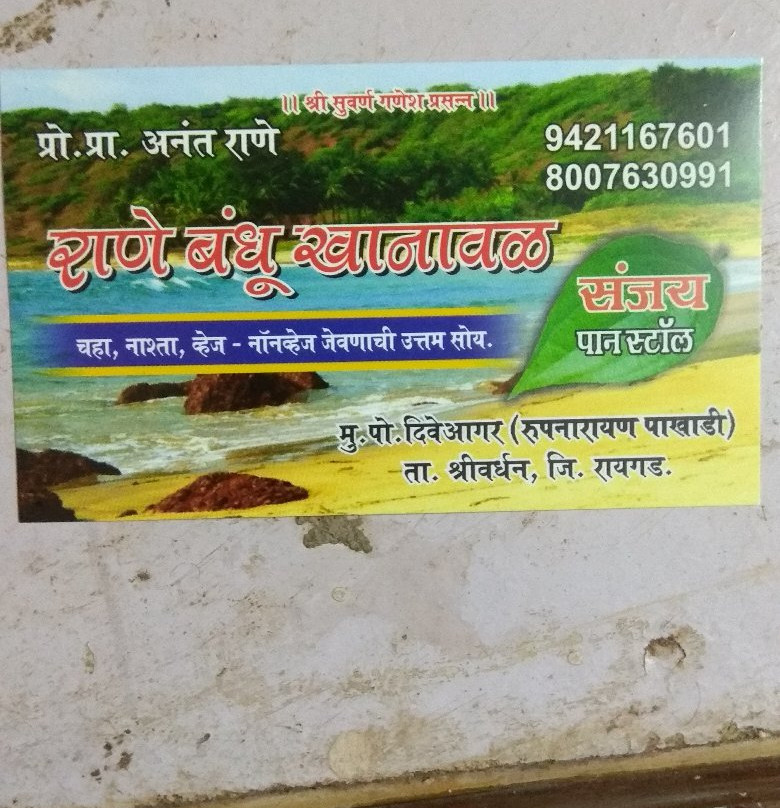 ।। श्री सुवर्ण गणेश प्रसन्न ।।
प्रो.प्रा. अनंत राणे
9421167601
8007630991
राणे बंधू खानावळ
संजय
पान स्टॉल
चहा, नाश्ता, व्हेज - नॉनव्हेज जेवणाची उत्तम सोय.
मु.पो.दिवेआगर (रुपनारायण पाखाडी)
ता. श्रीवर्धन, जि. रायगड.